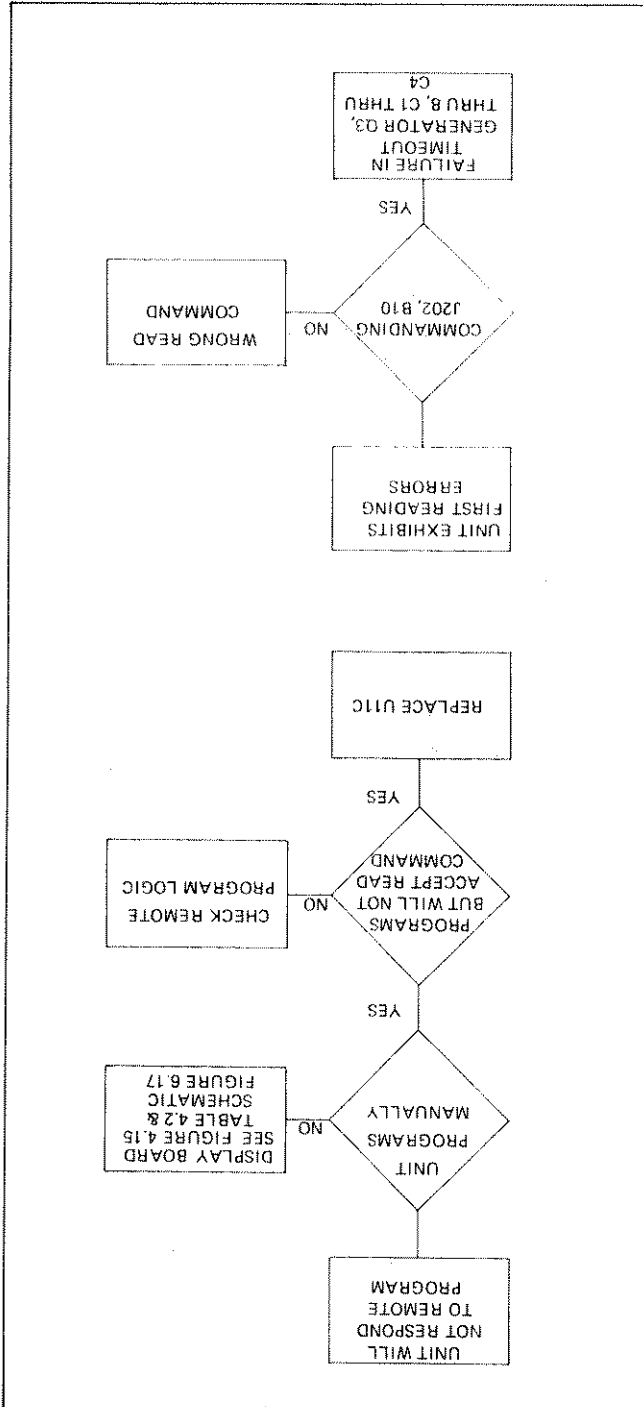 UNIT WILL
NOT RESPOND
TO REMOTE
PROGRAM
UNIT
PROGRAMS
MANUALLY
NO
DISPLAY BOARD
SEE FIGURE 4.15
TABLE 4.2 &
SCHEMATIC
FIGURE 6.17
YES
PROGRAMS
BUT WILL NOT
ACCEPT READ
COMMAND
NO
CHECK REMOTE
PROGRAM LOGIC
YES
REPLACE U11C
UNIT EXHIBITS
FIRST READING
ERRORS
COMMANDING
J202, B10
NO
WRONG READ
COMMAND
YES
FAILURE IN
TIMEOUT
GENERATOR Q3,
THRU 8, C1 THRU
C4